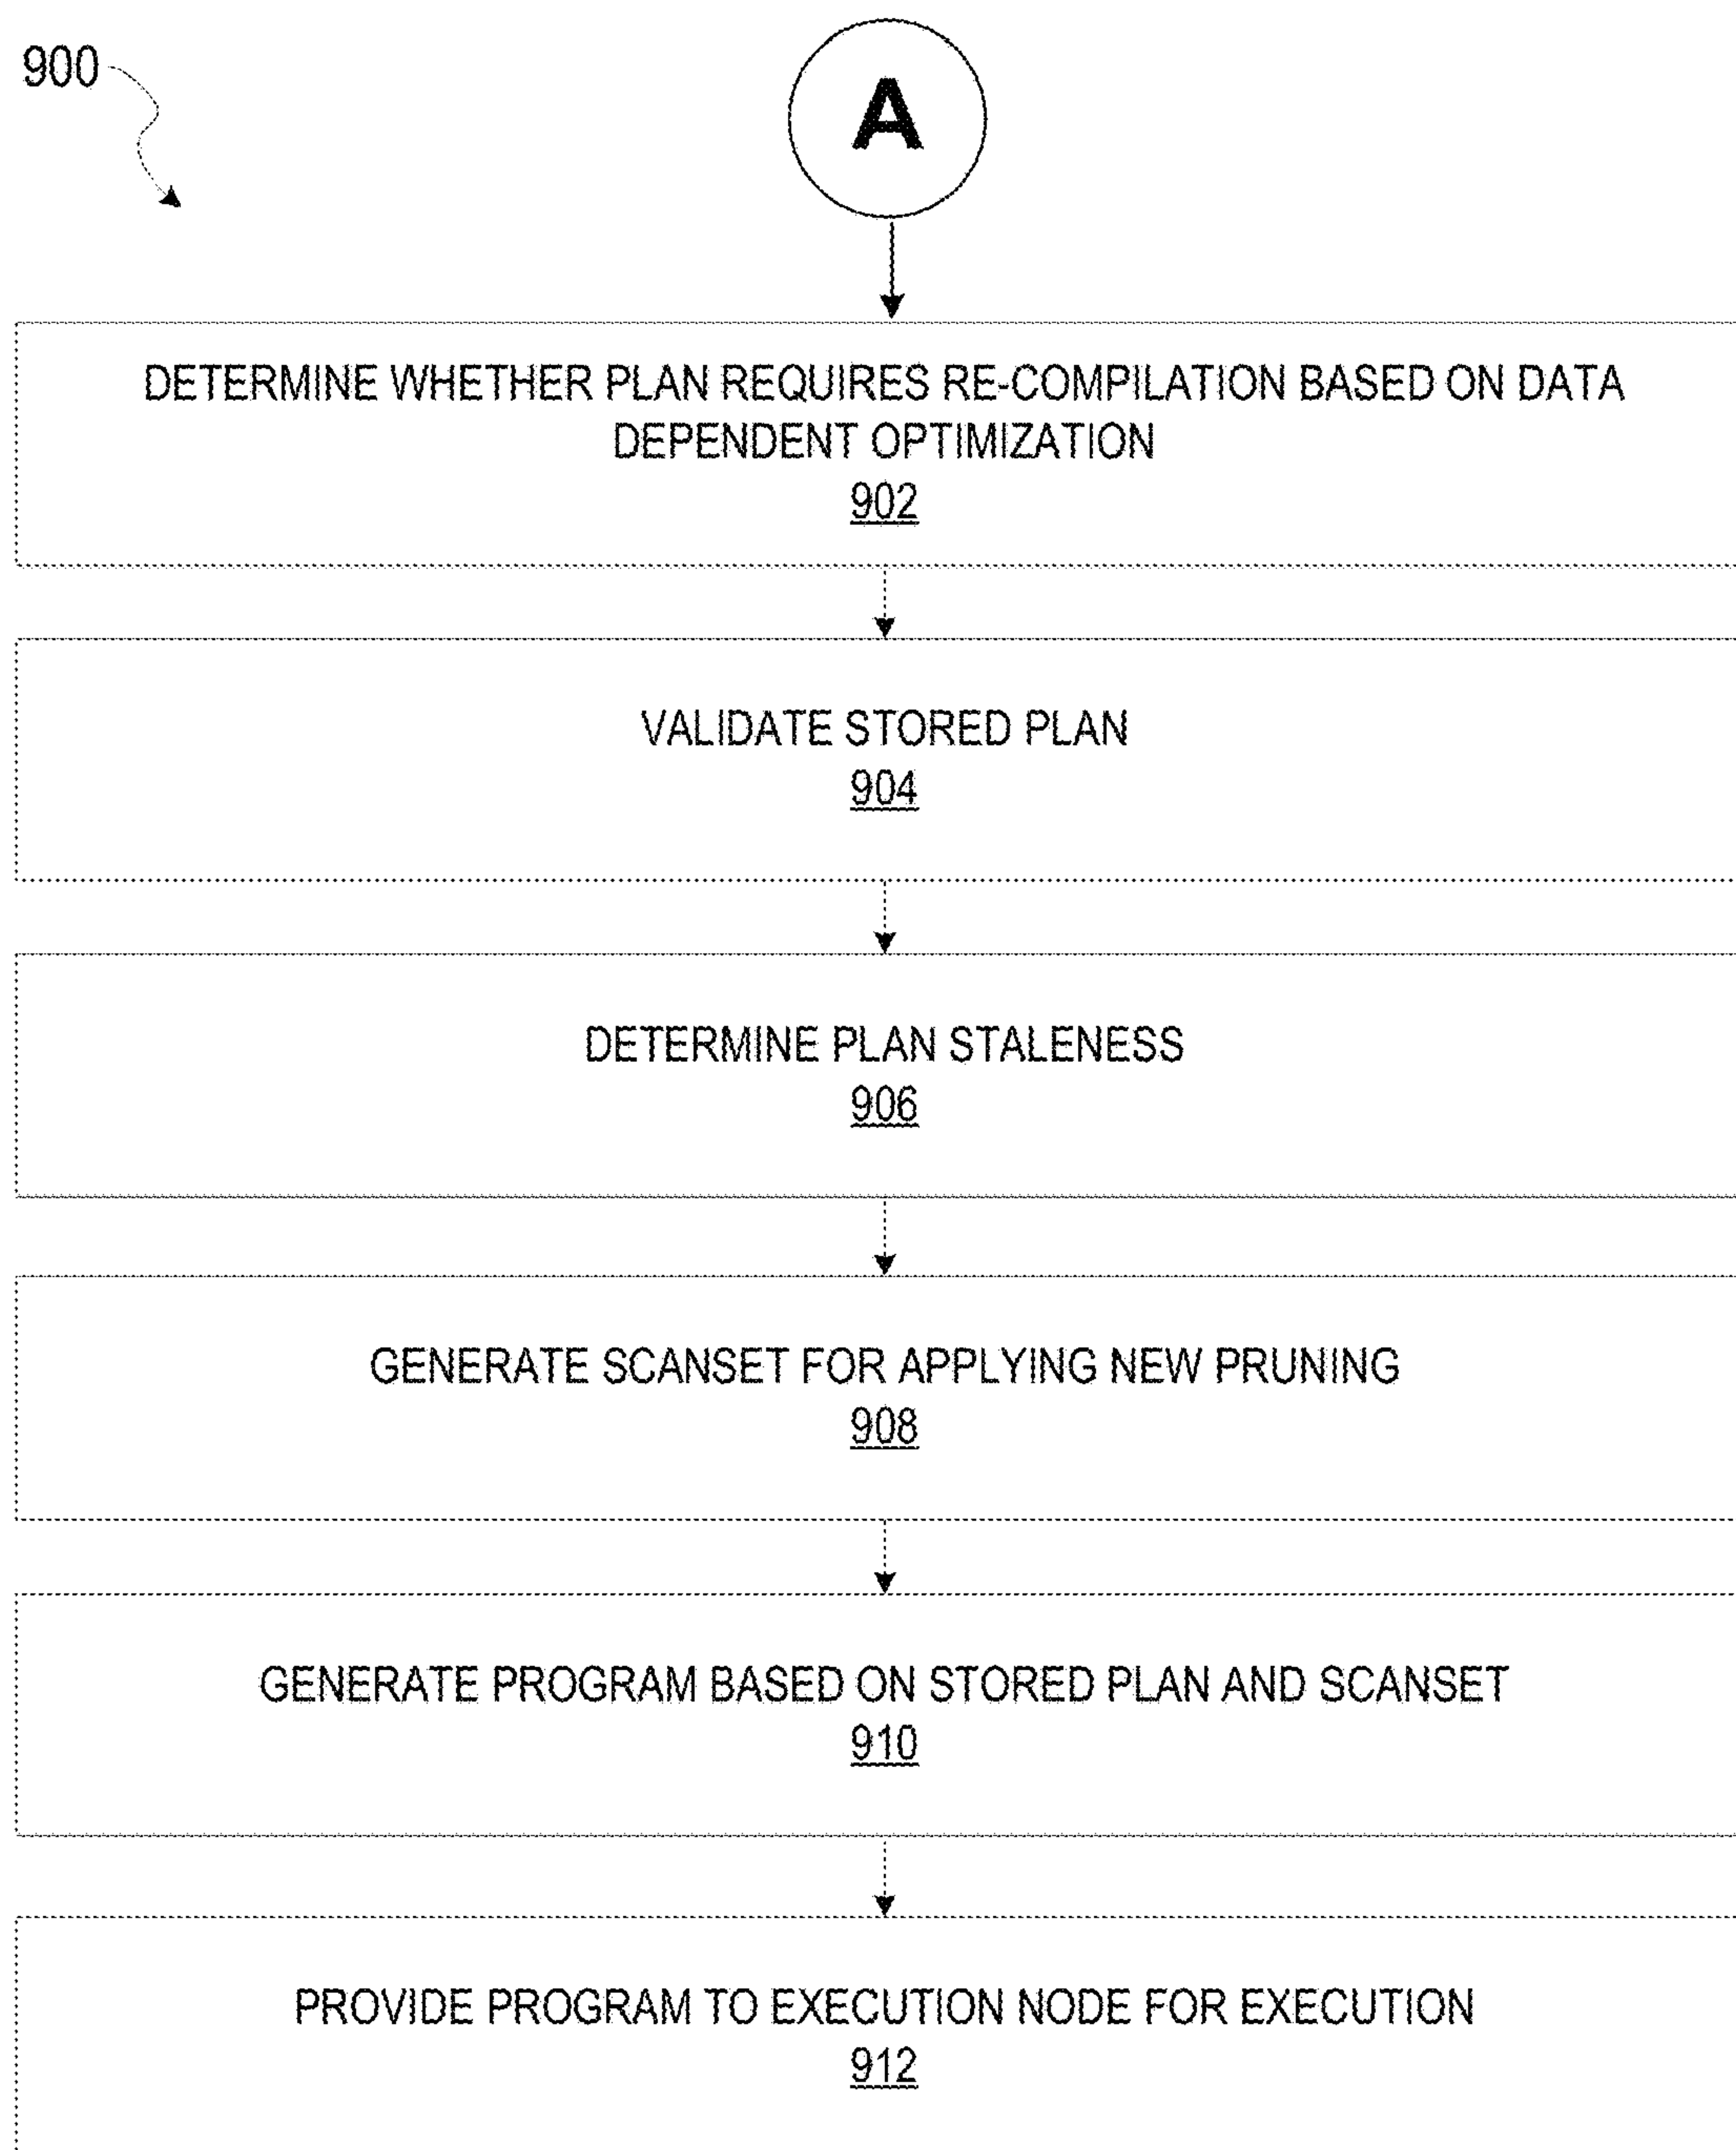 900
A
DETERMINE WHETHER PLAN REQUIRES RE-COMPILATION BASED ON DATA
DEPENDENT OPTIMIZATION
902
VALIDATE STORED PLAN
904
DETERMINE PLAN STALENESS
906
GENERATE SCANSET FOR APPLYING NEW PRUNING
908
GENERATE PROGRAM BASED ON STORED PLAN AND SCANSET
910
PROVIDE PROGRAM TO EXECUTION NODE FOR EXECUTION
912